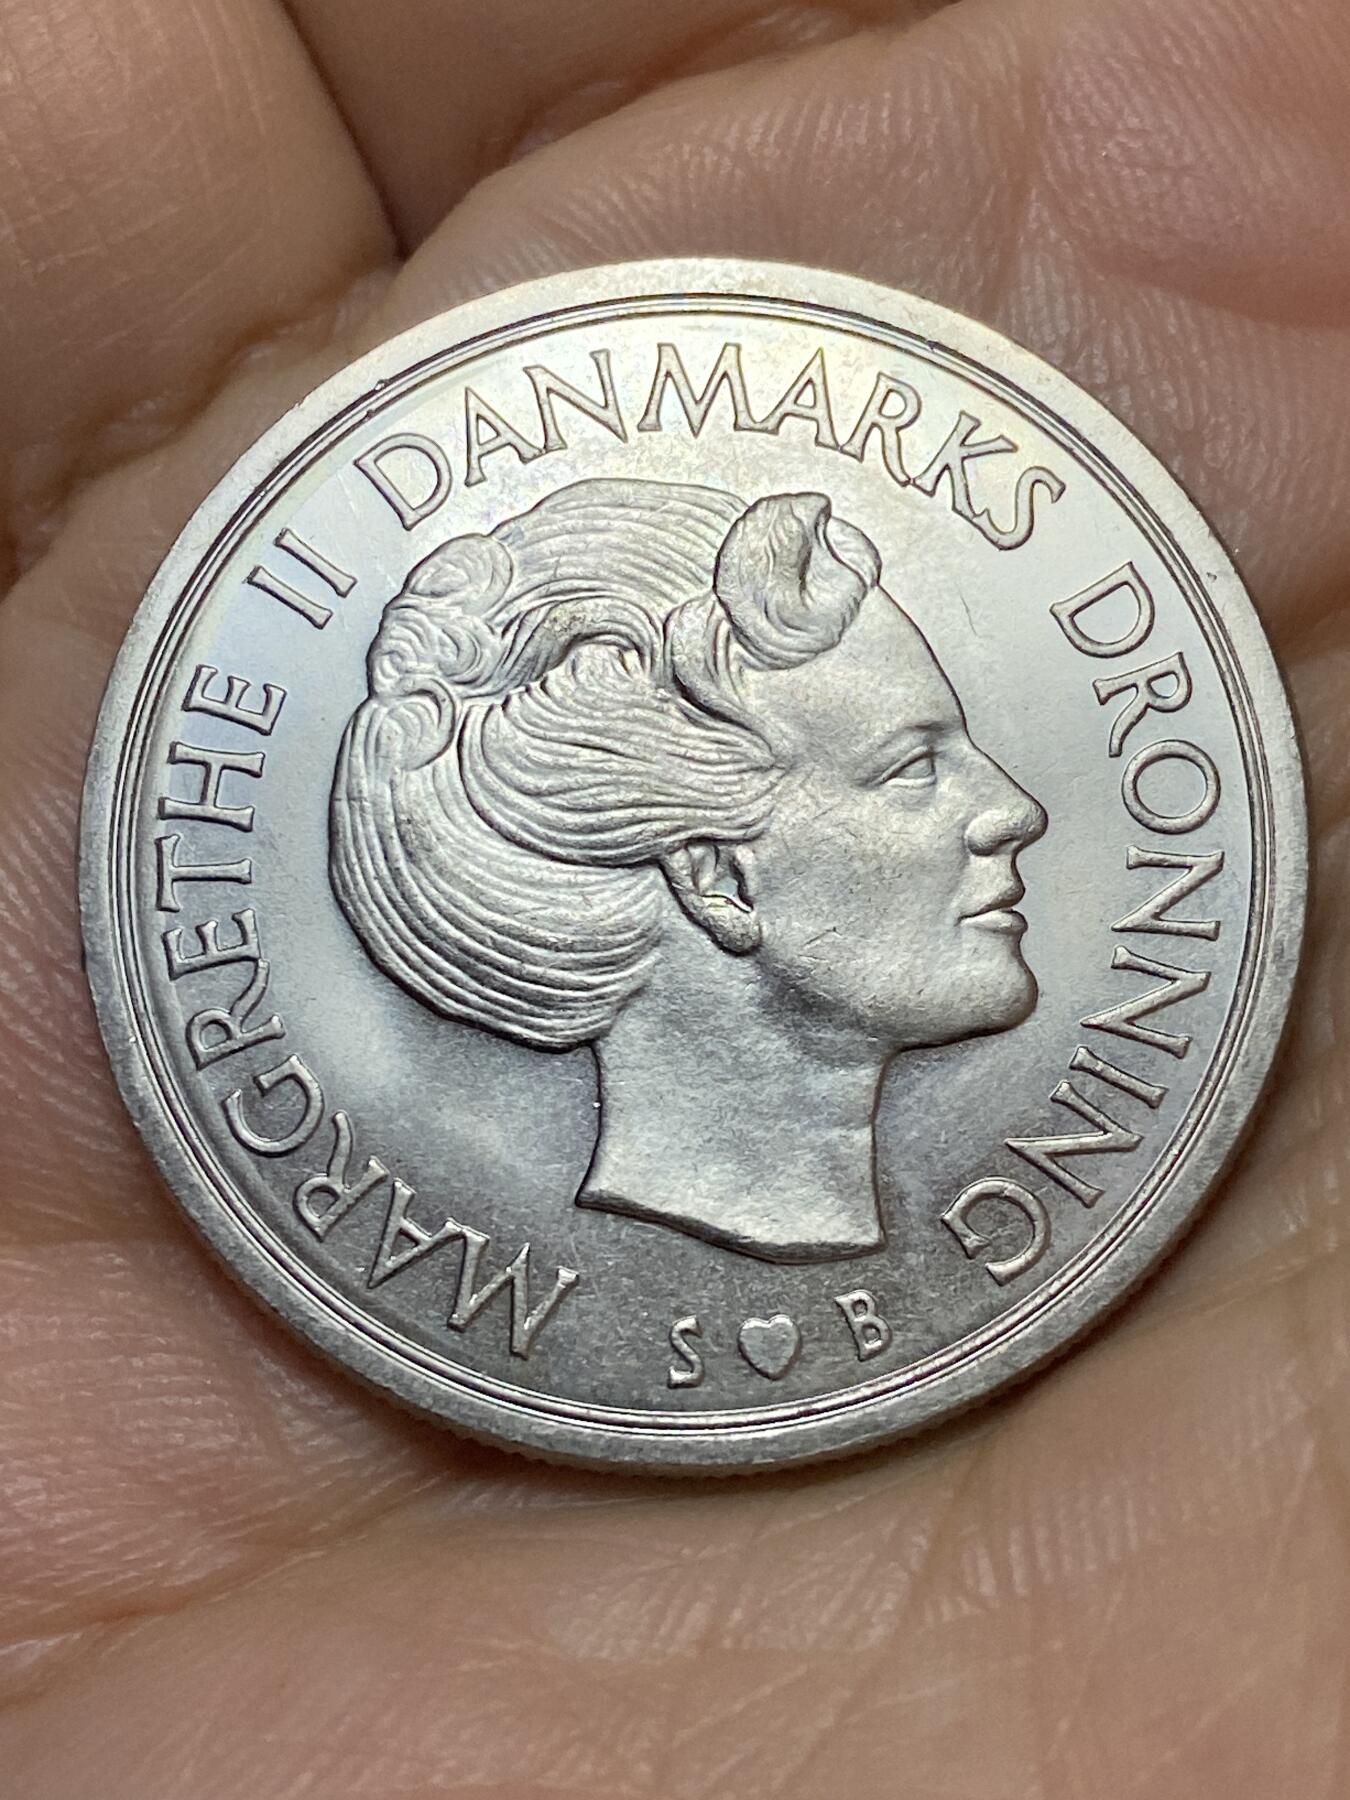 MARGRETHE II DANMARKS DRONNING
S ♥ B